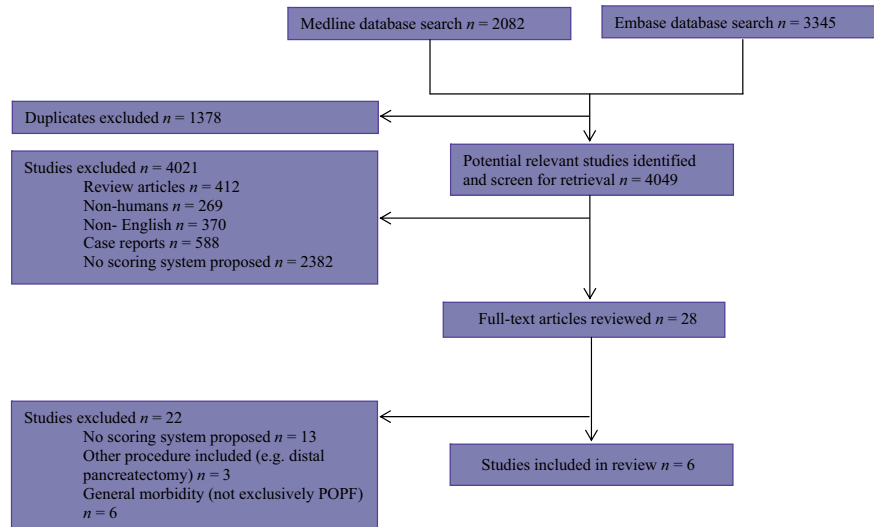 Medline database search n = 2082
Embase database search n = 3345
Duplicates excluded n = 1378
Potential relevant studies identified
and screen for retrieval n = 4049
Studies excluded n = 4021
Review articles n = 412
Non-humans n = 269
Non- English n = 370
Case reports n = 588
No scoring system proposed n = 2382
Full-text articles reviewed n = 28
Studies excluded n = 22
No scoring system proposed n = 13
Other procedure included (e.g. distal
pancreatectomy) n = 3
General morbidity (not exclusively POPF)
n = 6
Studies included in review n = 6